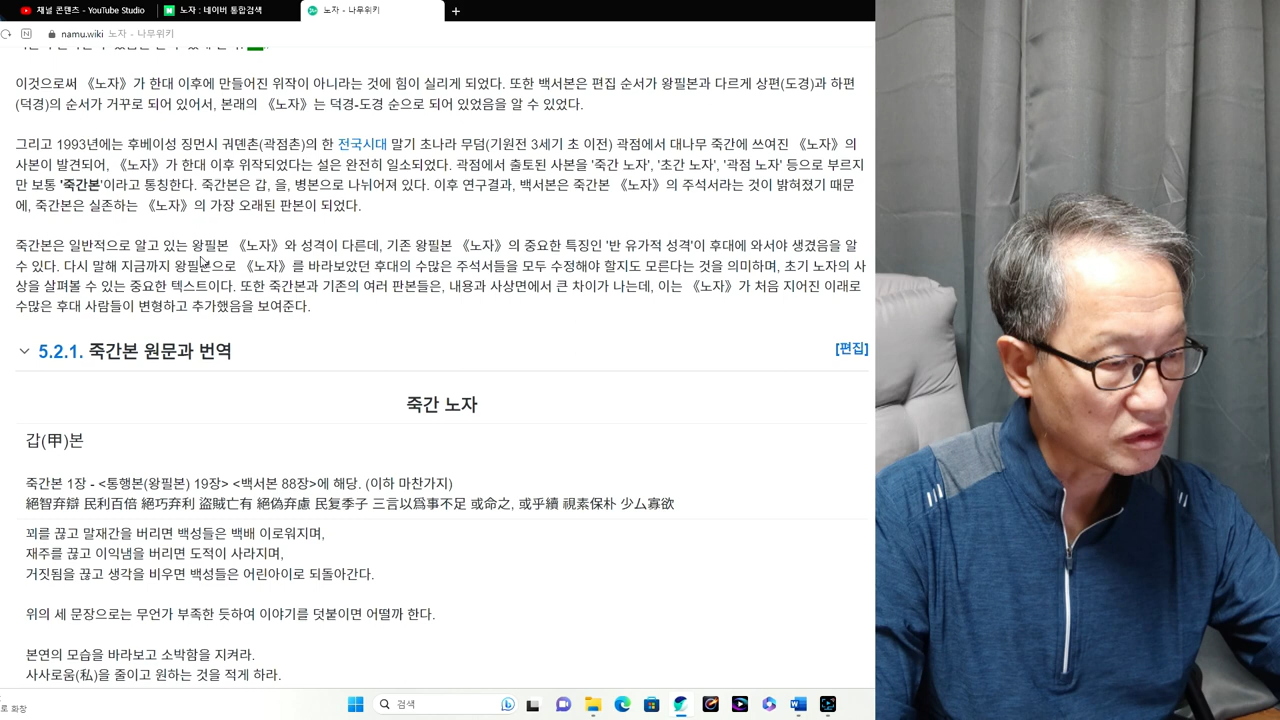 채널 콘텐츠 - YouTube Studio
노자 : 네이버 통합검색
노자 - 나무위키
namu.wiki 노자 - 나무위키
이것으로써 《노자》가 한대 이후에 만들어진 위작이 아니라는 것에 힘이 실리게 되었다. 또한 백서본은 편집 순서가 왕필본과 다르게 상편(도경)과 하편
(덕경)의 순서가 거꾸로 되어 있어서, 본래의 《노자》는 덕경-도경 순으로 되어 있었음을 알 수 있었다.
그리고 1993년에는 후베이성 징먼시 궈뎬촌(곽점촌)의 한 전국시대 말기 초나라 무덤(기원전 3세기 초 이전) 곽점에서 대나무 죽간에 쓰여진 《노자》의
사본이 발견되어, 《노자》가 한대 이후 위작되었다는 설은 완전히 일소되었다. 곽점에서 출토된 사본을 '죽간 노자', '초간 노자', '곽점 노자' 등으로 부르지
만 보통 '죽간본'이라고 통칭한다. 죽간본은 갑, 을, 병본으로 나뉘어져 있다. 이후 연구결과, 백서본은 죽간본 《노자》의 주석서라는 것이 밝혀졌기 때문
에, 죽간본은 실존하는 《노자》의 가장 오래된 판본이 되었다.
죽간본은 일반적으로 알고 있는 왕필본 《노자》와 성격이 다른데, 기존 왕필본 《노자》의 중요한 특징인 '반 유가적 성격'이 후대에 와서야 생겼음을 알
수 있다. 다시 말해 지금까지 왕필본으로 《노자》를 바라보았던 후대의 수많은 주석서들을 모두 수정해야 할지도 모른다는 것을 의미하며, 초기 노자의 사
상을 살펴볼 수 있는 중요한 텍스트이다. 또한 죽간본과 기존의 여러 판본들은, 내용과 사상면에서 큰 차이가 나는데, 이는 《노자》가 처음 지어진 이래로
수많은 후대 사람들이 변형하고 추가했음을 보여준다.
5.2.1. 죽간본 원문과 번역 [편집]
죽간 노자
갑(甲)본
죽간본 1장 - <통행본(왕필본) 19장> <백서본 88장>에 해당. (이하 마찬가지)
絕智弃辯 民利百倍 絕巧弃利 盜賊亡有 絕偽弃慮 民复季子 三言以爲事不足 或命之, 或乎續 視素保朴 少厶寡欲
꾀를 끊고 말재간을 버리면 백성들은 백배 이로워지며,
재주를 끊고 이익냄을 버리면 도적이 사라지며,
거짓됨을 끊고 생각을 비우면 백성들은 어린아이로 되돌아간다.
위의 세 문장으로는 무언가 부족한 듯하여 이야기를 덧붙이면 어떨까 한다.
본연의 모습을 바라보고 소박함을 지켜라.
사사로움(私)을 줄이고 원하는 것을 적게 하라.
검색
로 화창